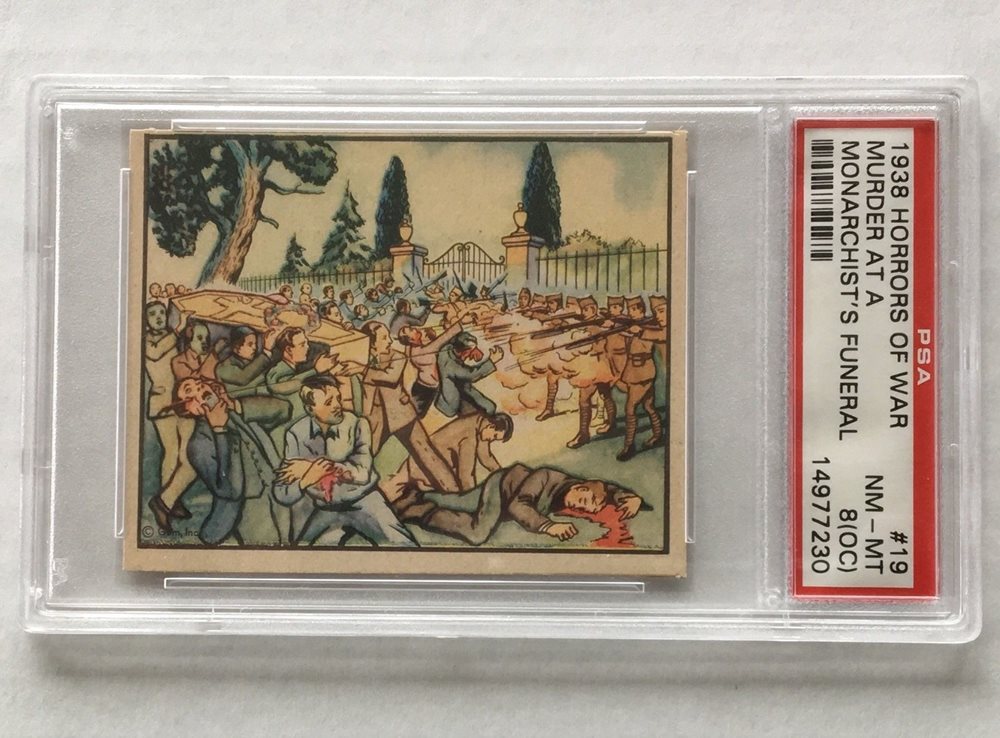 1938 HORRORS OF WAR #19
MURDER AT A NM-MT
MONARCHIST'S FUNERAL 8(OC)
14977230
PSA
© Gum, Inc.